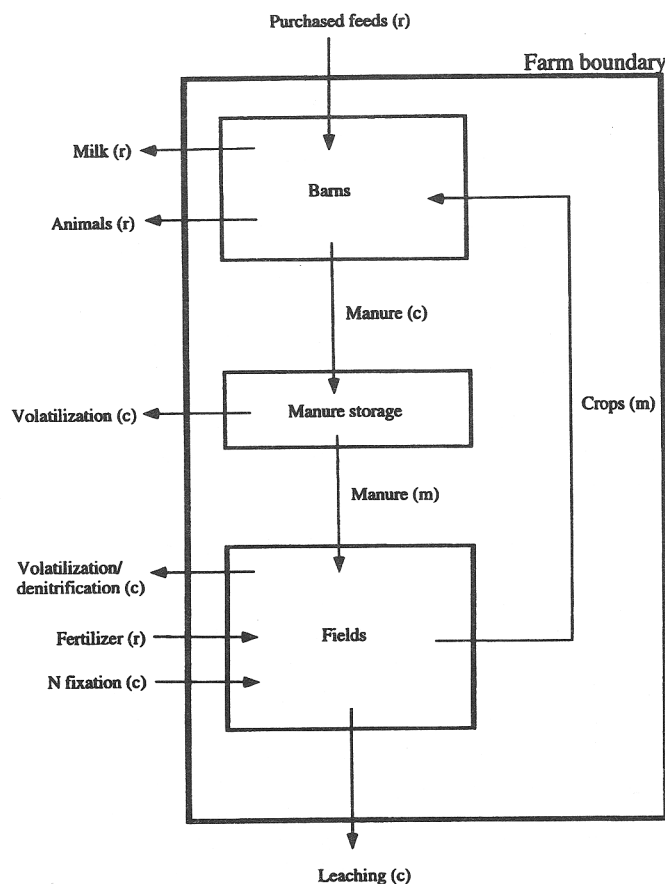 Purchased feeds (r)
Farm boundary
Milk (r)
Barns
Animals (r)
Manure (c)
Crops (m)
Volatilization (c)
Manure storage
Manure (m)
Volatilization/
denitrification (c)
Fertilizer (r)
Fields
N fixation (c)
Leaching (c)